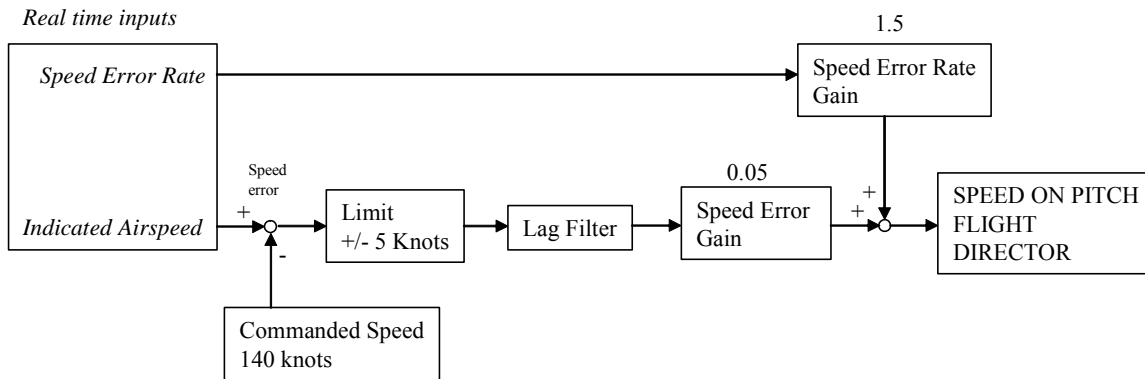 Real time inputs
1.5
Speed Error Rate
Speed Error Rate
Gain
Speed
error
0.05
+
+
+
Indicated Airspeed
Limit
+/- 5 Knots
Lag Filter
Speed Error
Gain
SPEED ON PITCH
FLIGHT
DIRECTOR
-
Commanded Speed
140 knots